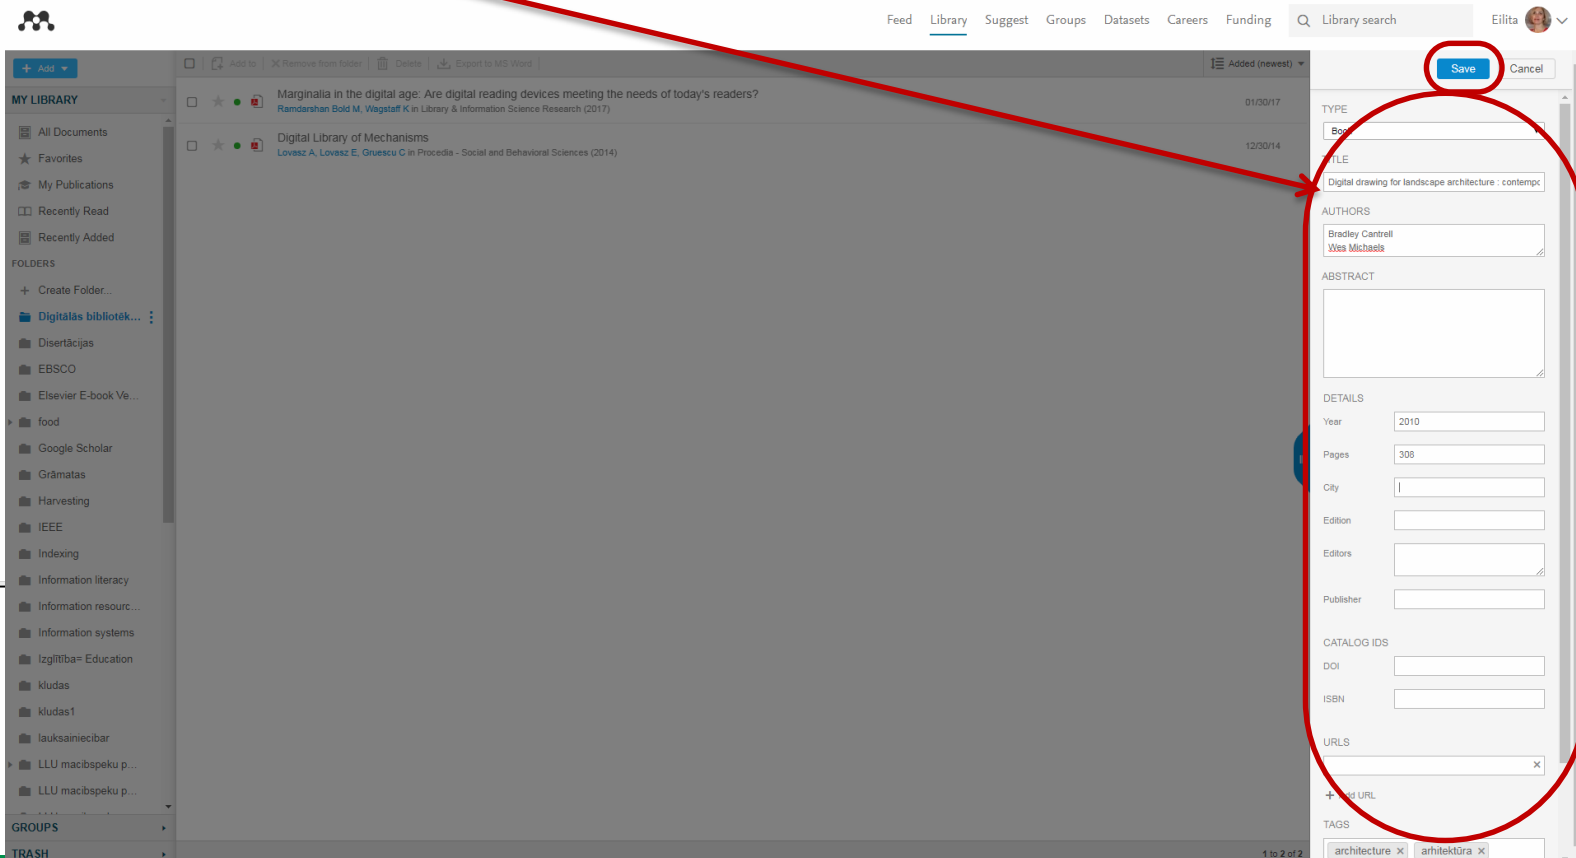 Feed Library Suggest Groups Datasets Careers Funding Library search Eilita
+ Add Add to Remove from folder Delete Export to MS Word Added (newest) Save Cancel
MY LIBRARY
All Documents
Favorites
My Publications
Recently Read
Recently Added
FOLDERS
+ Create Folder...
Digitālās bibliotēk...
Disertācijas
EBSCO
Elsevier E-book Ve...
food
Google Scholar
Grāmatas
Harvesting
IEEE
Indexing
Information literacy
Information resourc...
Information systems
Izglītība= Education
kludas
kludas1
lauksainiecibar
LLU macibspeku p...
LLU macibspeku p...
GROUPS
TRASH
Marginalia in the digital age: Are digital reading devices meeting the needs of today's readers?
Ramdarshan Bold M, Wagstaff K in Library & Information Science Research (2017)
01/30/17
Digital Library of Mechanisms
Lovasz A, Lovasz E, Gruescu C in Procedia - Social and Behavioral Sciences (2014)
12/30/14
1 to 2 of 2
TYPE
TITLE
Digital drawing for landscape architecture : contempo
AUTHORS
Bradley Cantrell
Wes Michaels
ABSTRACT
DETAILS
Year 2010
Pages 308
City
Edition
Editors
Publisher
CATALOG IDS
DOI
ISBN
URLS
+ Add URL
TAGS
architecture × arhitektūra ×